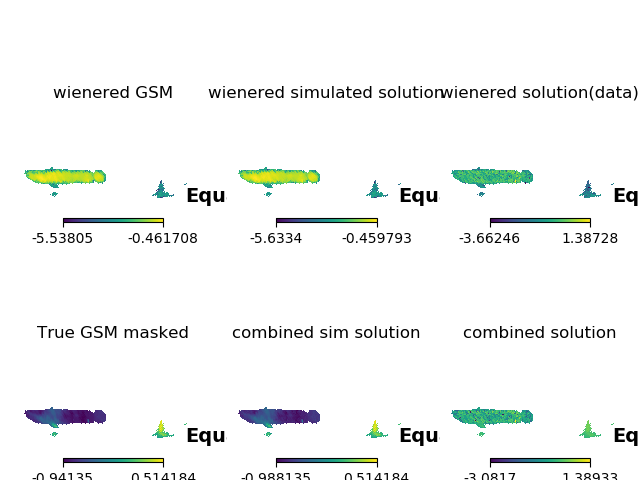 wienered GSM wienered simulated solution wienered solution(data)
Equ Equ Eq
-5.53805 -0.461708 -5.6334 -0.459793 -3.66246 1.38728
True GSM masked combined sim solution combined solution
Equ Equ Eq
-0.94135 0.514184 -0.988135 0.514184 -3.0817 1.38933